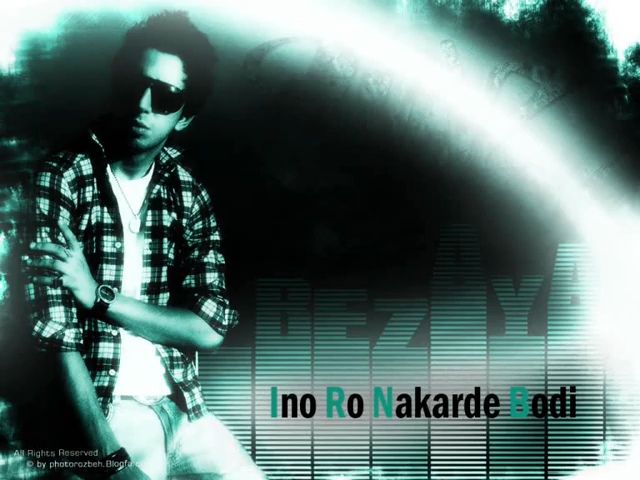 BEZAYA
Ino Ro Nakarde Bodi
All Rights Reserved
© by photorozbeh.Blogfa.